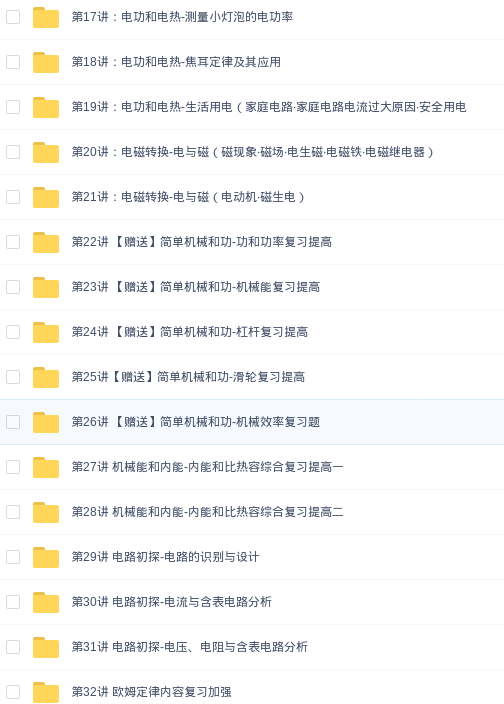 第17讲：电功和电热-测量小灯泡的电功率
第18讲：电功和电热-焦耳定律及其应用
第19讲：电功和电热-生活用电（家庭电路·家庭电路电流过大原因·安全用电
第20讲：电磁转换-电与磁（磁现象·磁场·电生磁·电磁铁·电磁继电器）
第21讲：电磁转换-电与磁（电动机·磁生电）
第22讲 【赠送】简单机械和功-功和功率复习提高
第23讲 【赠送】简单机械和功-机械能复习提高
第24讲 【赠送】简单机械和功-杠杆复习提高
第25讲【赠送】简单机械和功-滑轮复习提高
第26讲 【赠送】简单机械和功-机械效率复习题
第27讲 机械能和内能-内能和比热容综合复习提高一
第28讲 机械能和内能-内能和比热容综合复习提高二
第29讲 电路初探-电路的识别与设计
第30讲 电路初探-电流与含表电路分析
第31讲 电路初探-电压、电阻与含表电路分析
第32讲 欧姆定律内容复习加强